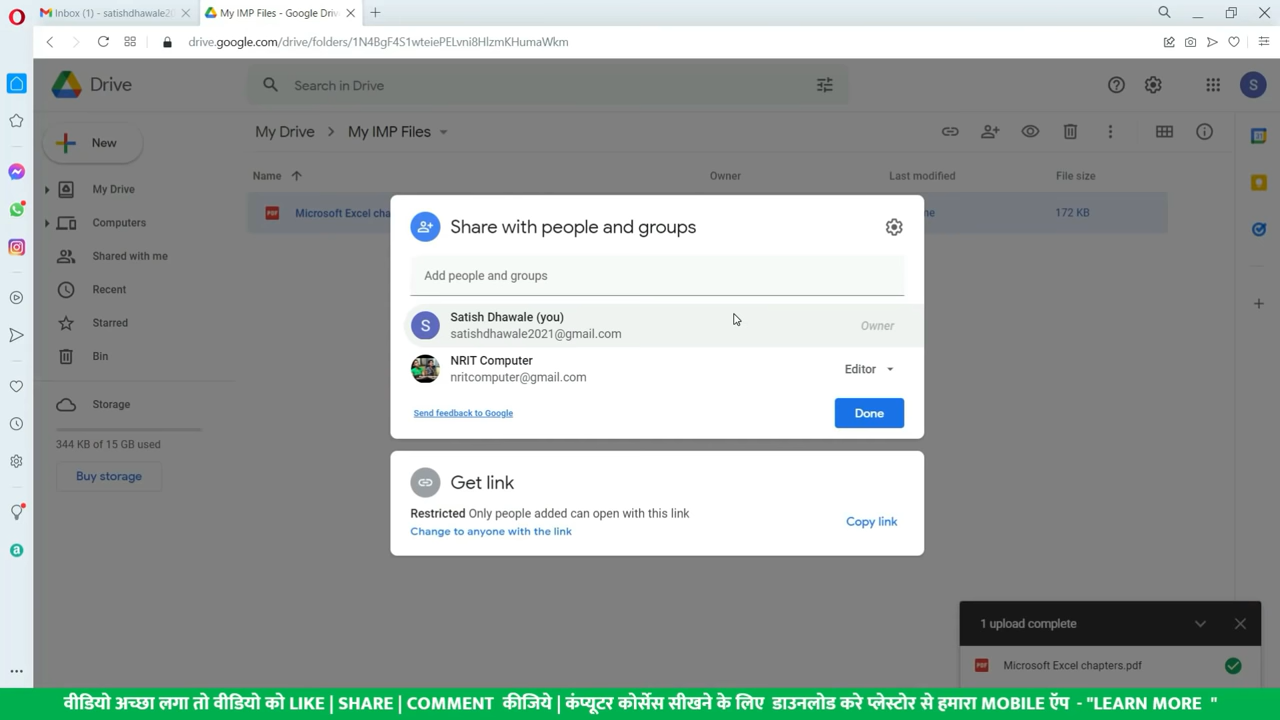 Inbox (1) - satishdhawale20
My IMP Files - Google Driv
drive.google.com/drive/folders/1N4BgF4S1wteiePELvni8HlzmKHumaWkm
Drive
Search in Drive
S
New
My Drive
My IMP Files
My Drive
Computers
Shared with me
Recent
Starred
Bin
Storage
344 KB of 15 GB used
Buy storage
Name
Owner
Last modified
File size
Microsoft Excel cha
me
172 KB
Share with people and groups
Add people and groups
S
Satish Dhawale (you)
satishdhawale2021@gmail.com
Owner
NRIT Computer
nritcomputer@gmail.com
Editor
Send feedback to Google
Done
Get link
Restricted Only people added can open with this link
Change to anyone with the link
Copy link
1 upload complete
PDF
Microsoft Excel chapters.pdf
वीडियो अच्छा लगा तो वीडियो को LIKE | SHARE | COMMENT कीजिये | कंप्यूटर कोर्सेस सीखने के लिए डाउनलोड करे प्लेस्टोर से हमारा MOBILE ऍप - "LEARN MORE "